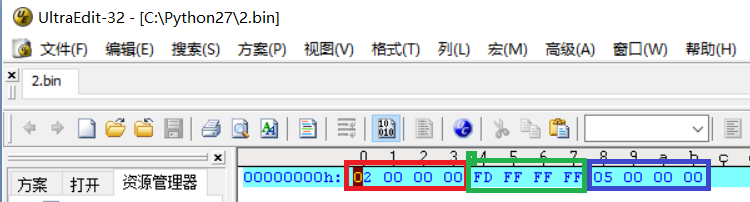 UltraEdit-32 - [C:\Python27\2.bin]
文件(F) 编辑(E) 搜索(S) 方案(P) 视图(V) 格式(T) 列(L) 宏(M) 高级(A) 窗口(W) 帮助(H)
2.bin
方案 打开 资源管理器
0 1 2 3 4 5 6 7 8 9 a b c
00000000h: 02 00 00 00 FD FF FF FF 05 00 00 00